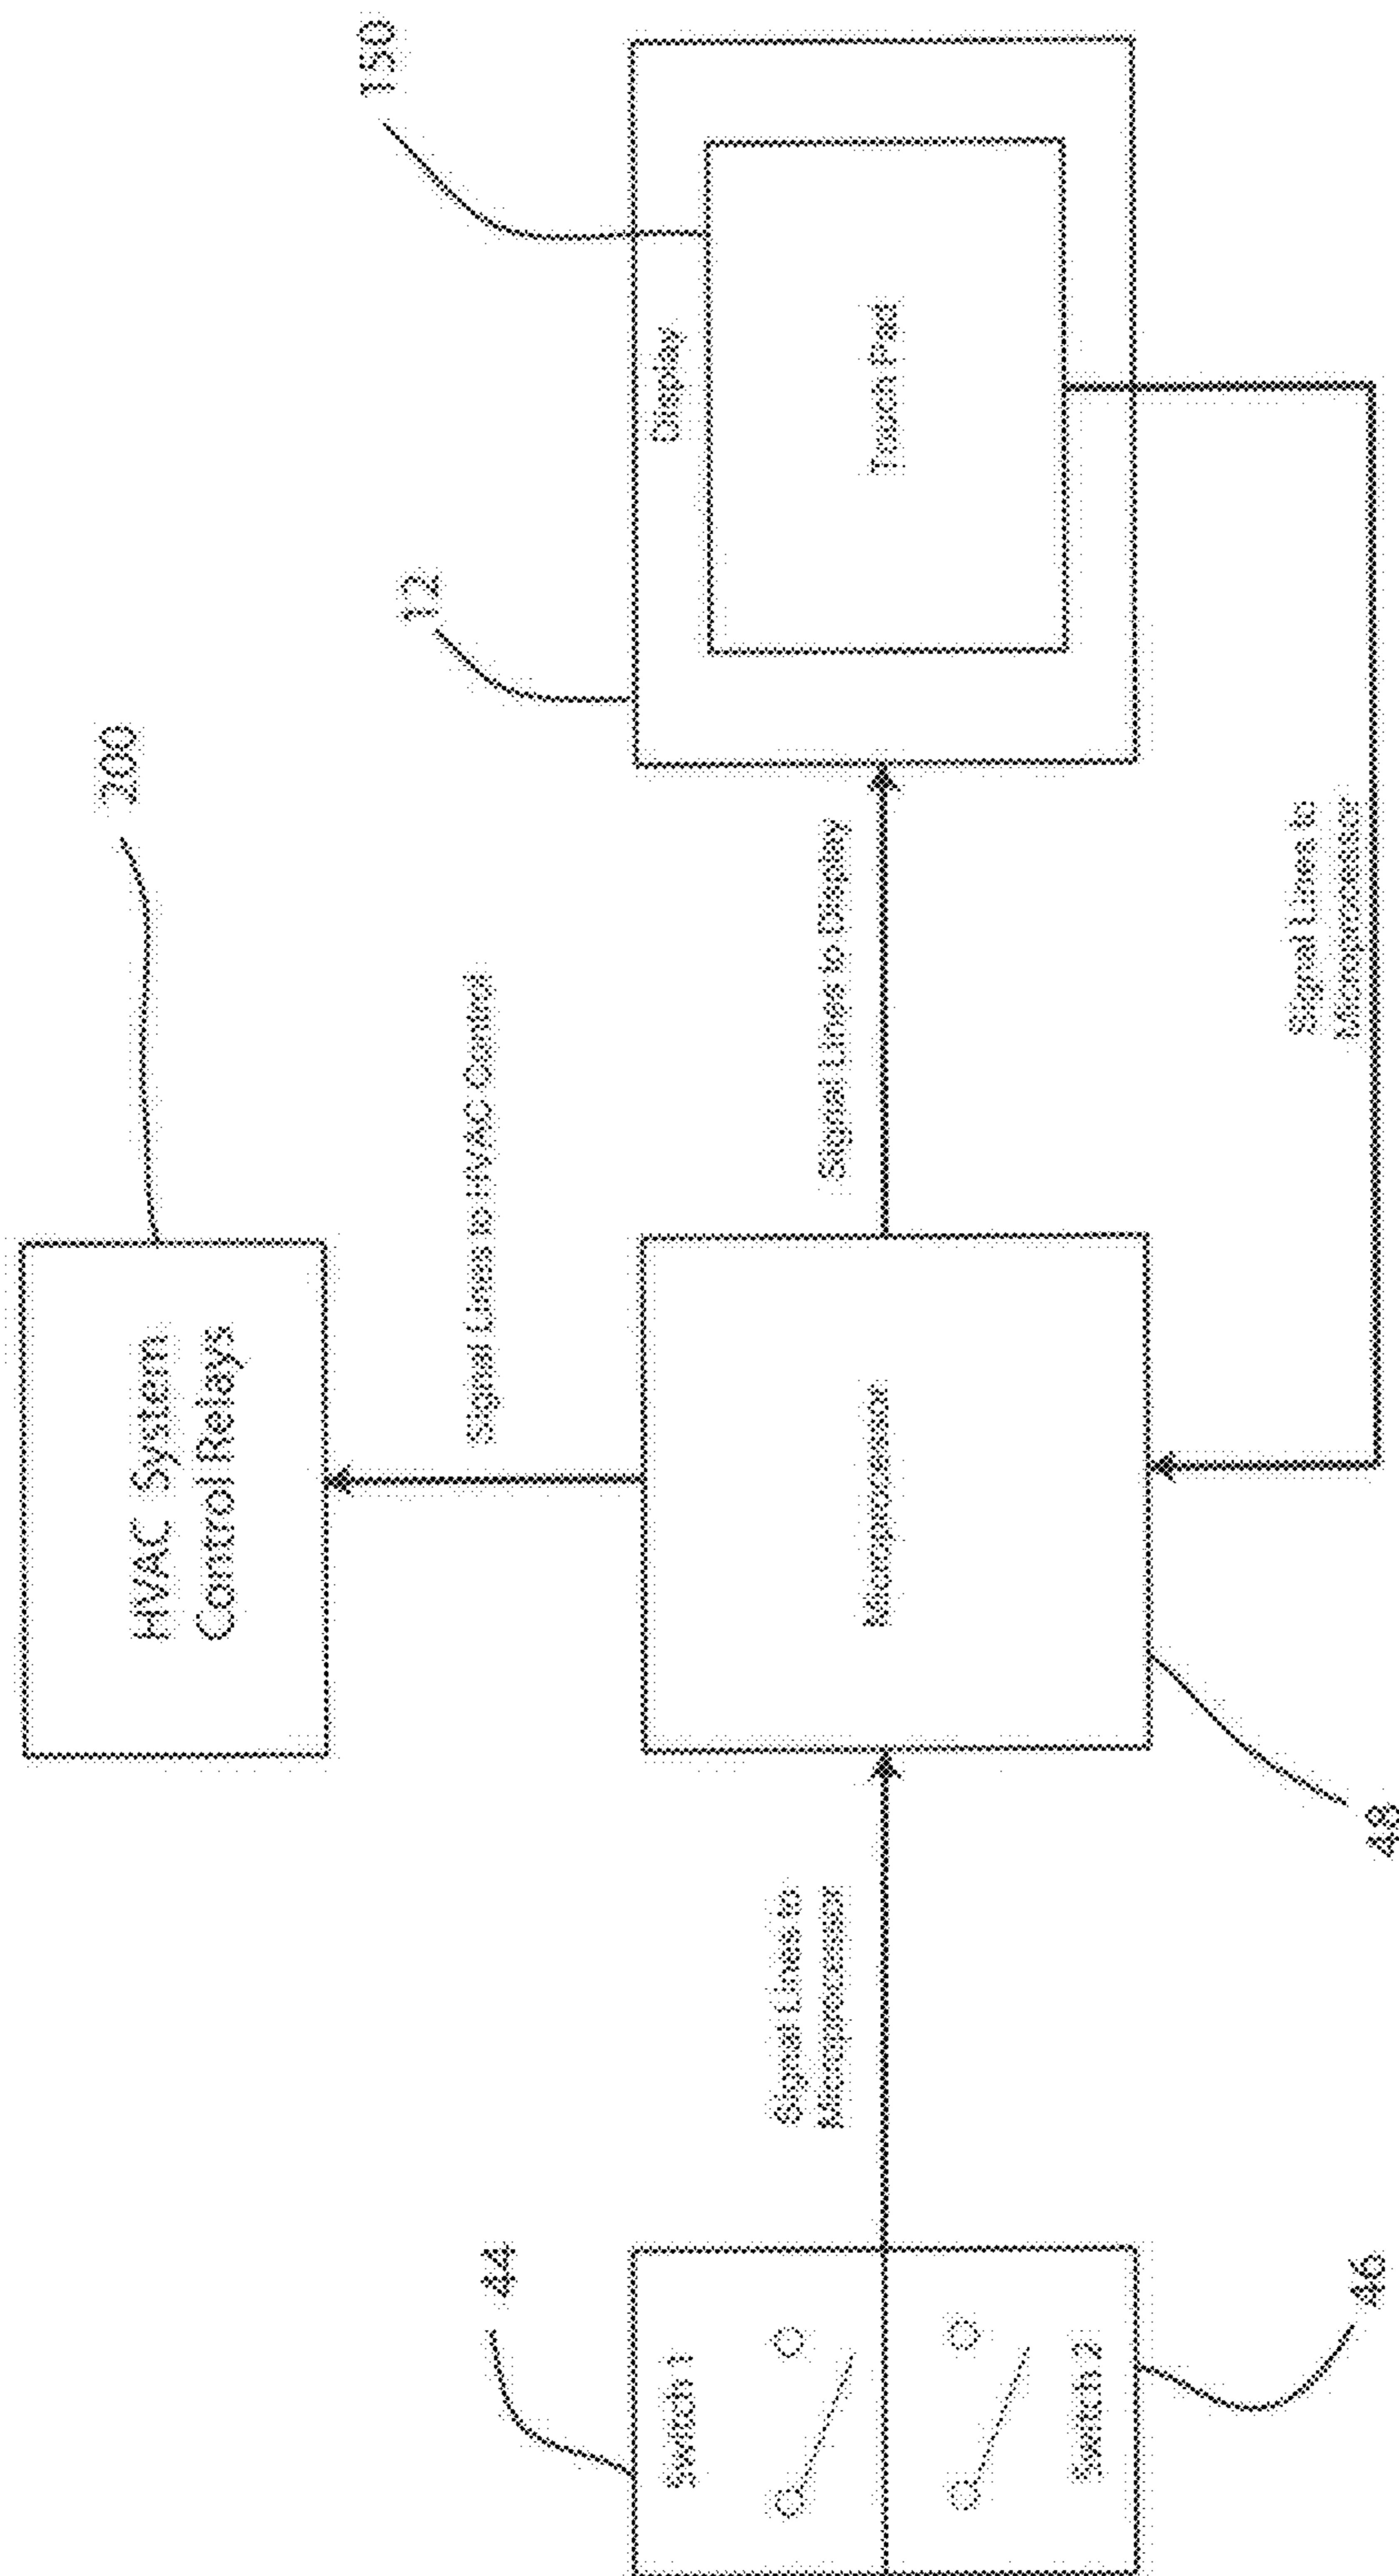 200
HVAC System
Control Relays
Signal Lines to HVAC Control
150
12
Display
Touch Pad
Signal Lines to Display
Microprocessor
Signal Lines to
Microprocessor
44
Switch 1
Switch 2
46
Signal Lines to
Microprocessor
48